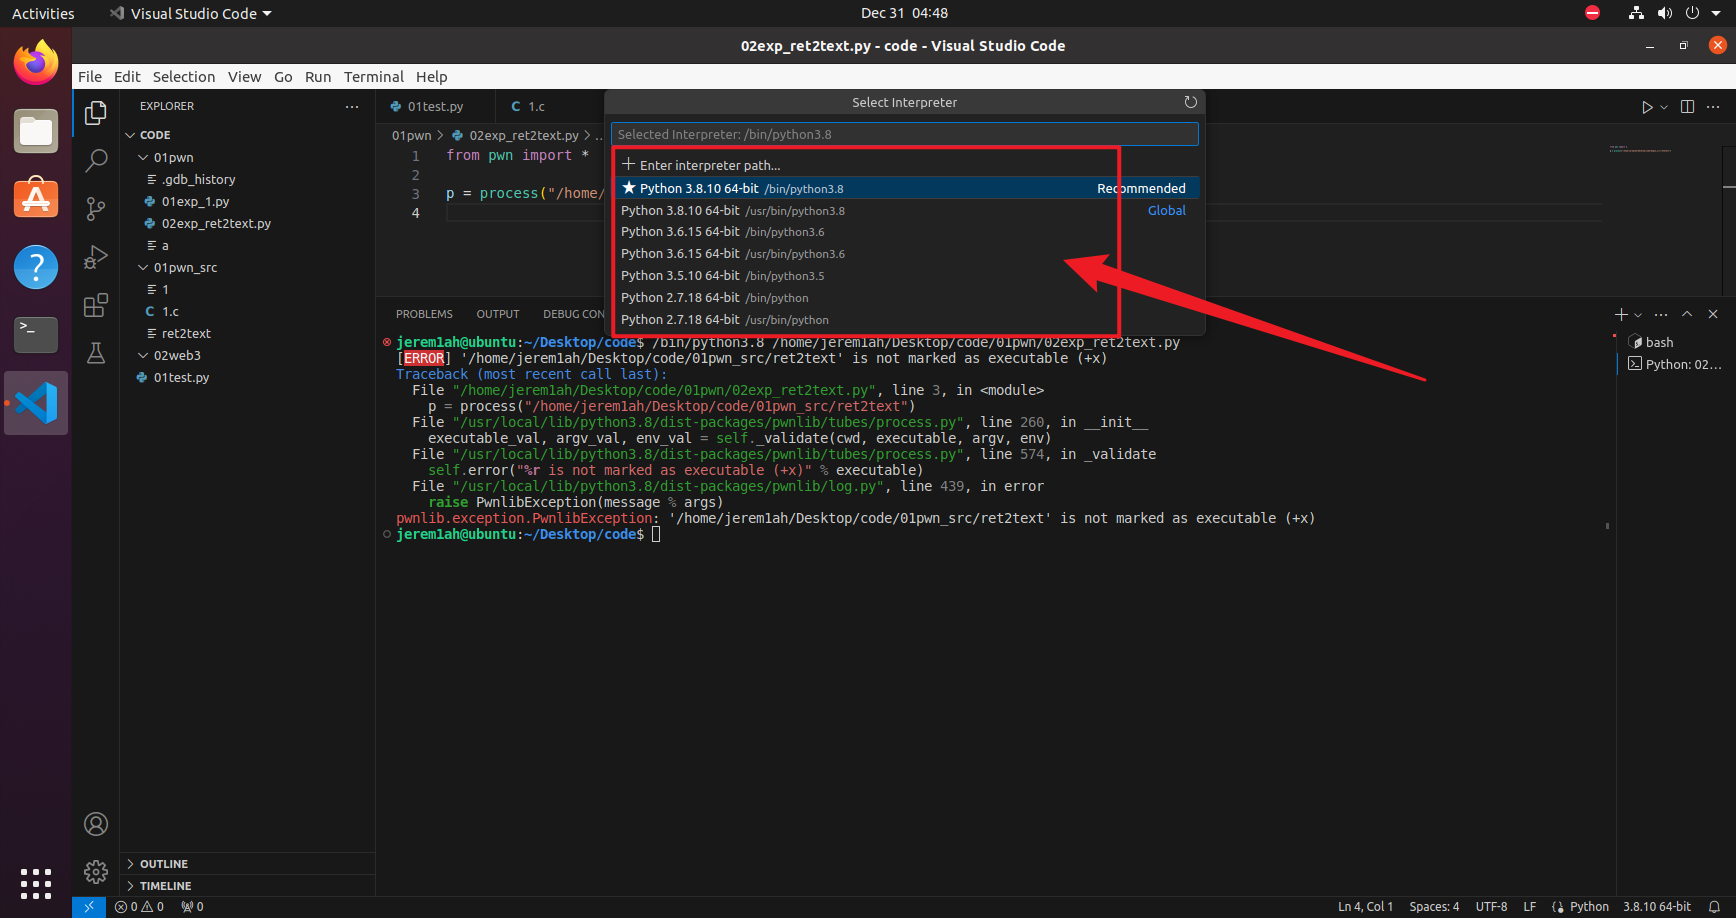 Activities
Visual Studio Code
Dec 31 04:48
02exp_ret2text.py - code - Visual Studio Code
File Edit Selection View Go Run Terminal Help
EXPLORER
CODE
01pwn
.gdb_history
01exp_1.py
02exp_ret2text.py
a
01pwn_src
1
C 1.c
ret2text
02web3
01test.py
OUTLINE
TIMELINE
01test.py
C 1.c
01pwn > 02exp_ret2text.py > ...
1 from pwn import *
2
3 p = process("/home/
4
Select Interpreter
Selected Interpreter: /bin/python3.8
Enter interpreter path...
Python 3.8.10 64-bit /bin/python3.8 Recommended
Python 3.8.10 64-bit /usr/bin/python3.8 Global
Python 3.6.15 64-bit /bin/python3.6
Python 3.6.15 64-bit /usr/bin/python3.6
Python 3.5.10 64-bit /bin/python3.5
Python 2.7.18 64-bit /bin/python
Python 2.7.18 64-bit /usr/bin/python
PROBLEMS OUTPUT DEBUG CON
jerem1ah@ubuntu:~/Desktop/code$ /bin/python3.8 /home/jerem1ah/Desktop/code/01pwn/02exp_ret2text.py
[ERROR] '/home/jerem1ah/Desktop/code/01pwn_src/ret2text' is not marked as executable (+x)
Traceback (most recent call last):
File "/home/jerem1ah/Desktop/code/01pwn/02exp_ret2text.py", line 3, in <module>
p = process("/home/jerem1ah/Desktop/code/01pwn_src/ret2text")
File "/usr/local/lib/python3.8/dist-packages/pwnlib/tubes/process.py", line 260, in __init__
executable_val, argv_val, env_val = self._validate(cwd, executable, argv, env)
File "/usr/local/lib/python3.8/dist-packages/pwnlib/tubes/process.py", line 574, in _validate
self.error("%r is not marked as executable (+x)" % executable)
File "/usr/local/lib/python3.8/dist-packages/pwnlib/log.py", line 439, in error
raise PwnlibException(message % args)
pwnlib.exception.PwnlibException: '/home/jerem1ah/Desktop/code/01pwn_src/ret2text' is not marked as executable (+x)
jerem1ah@ubuntu:~/Desktop/code$
bash
Python: 02...
0 0 0
Ln 4, Col 1 Spaces: 4 UTF-8 LF Python 3.8.10 64-bit